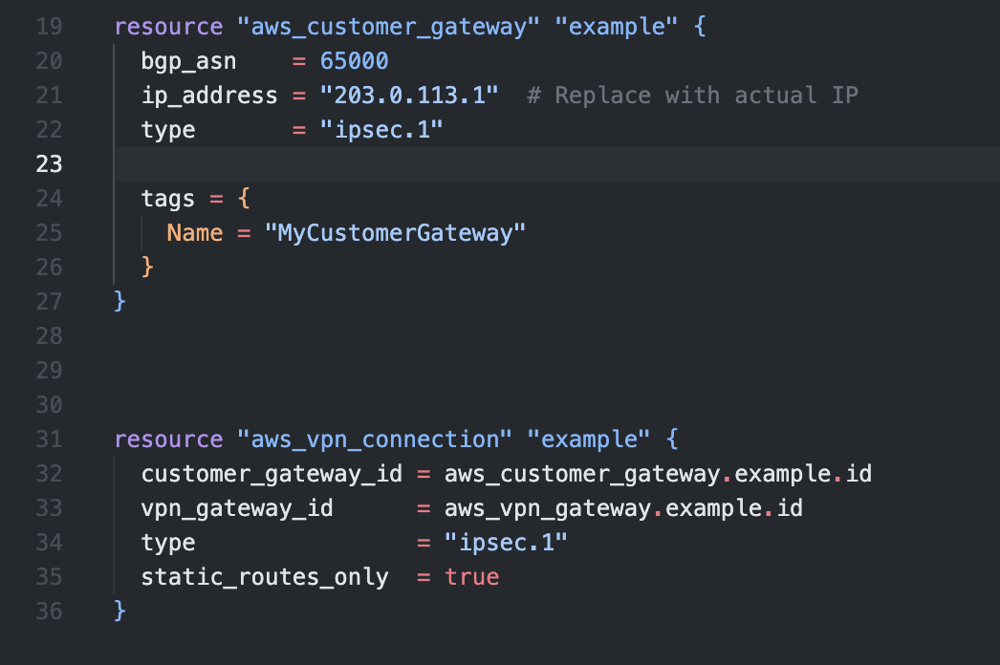 19 resource "aws_customer_gateway" "example" {
20   bgp_asn    = 65000
21   ip_address = "203.0.113.1"  # Replace with actual IP
22   type       = "ipsec.1"
23
24   tags = {
25     Name = "MyCustomerGateway"
26   }
27 }
28
29
30
31 resource "aws_vpn_connection" "example" {
32   customer_gateway_id = aws_customer_gateway.example.id
33   vpn_gateway_id      = aws_vpn_gateway.example.id
34   type                = "ipsec.1"
35   static_routes_only  = true
36 }